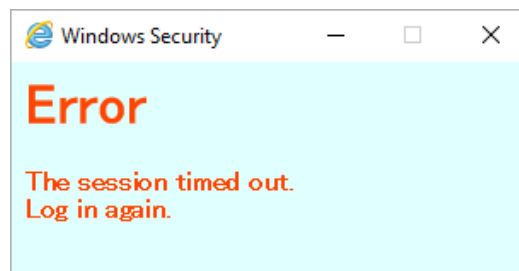 Windows Security
Error
The session timed out.
Log in again.